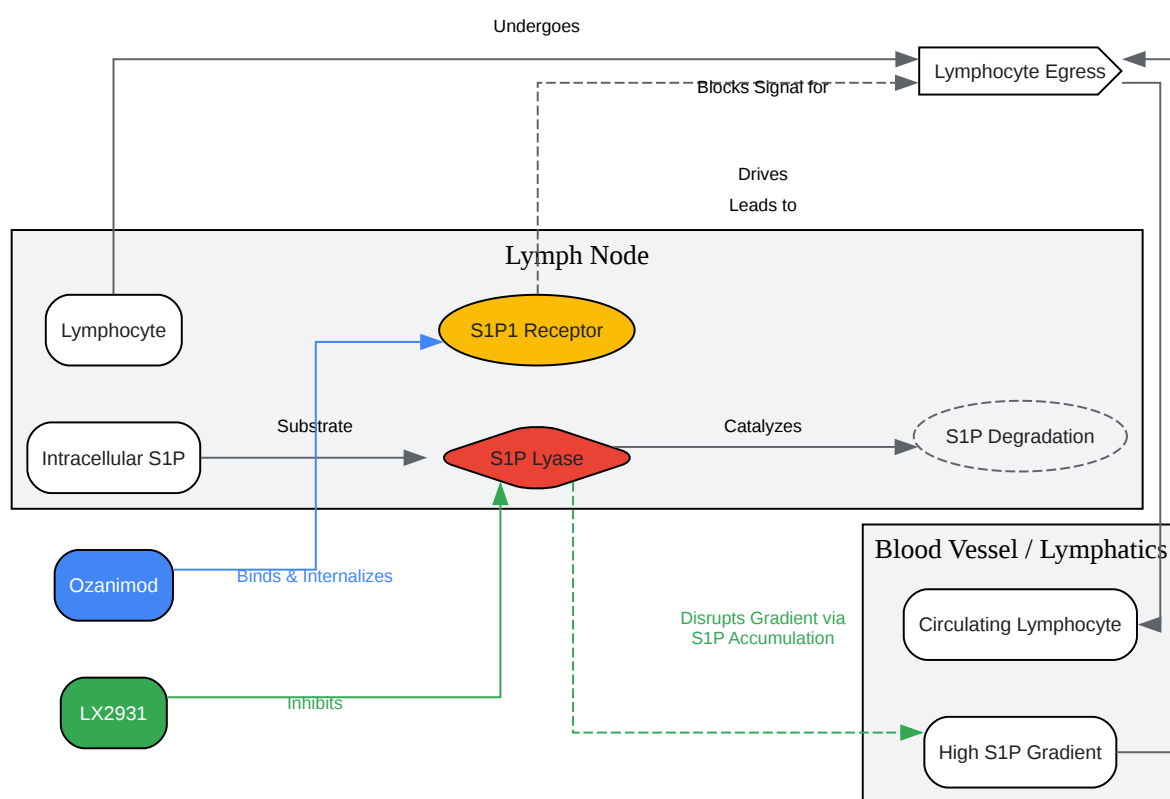 Undergoes
Lymphocyte Egress
Blocks Signal for
Drives
Leads to
Lymph Node
Lymphocyte
S1P1 Receptor
Substrate
Catalyzes
Intracellular S1P
S1P Lyase
S1P Degradation
Blood Vessel / Lymphatics
Ozanimod
Binds & Internalizes
Disrupts Gradient via
S1P Accumulation
Circulating Lymphocyte
LX2931
Inhibits
High S1P Gradient